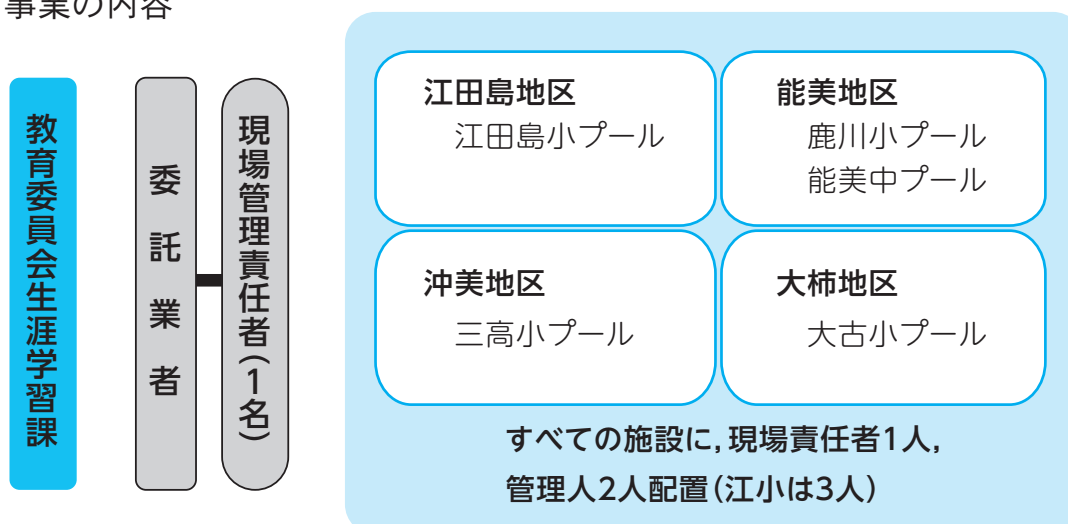 事業の内容
教育委員会生涯学習課
委託業者
現場管理責任者(1名)
江田島地区
江田島小プール
能美地区
鹿川小プール
能美中プール
沖美地区
三高小プール
大柿地区
大古小プール
すべての施設に,現場責任者1人,
管理人2人配置(江小は3人)